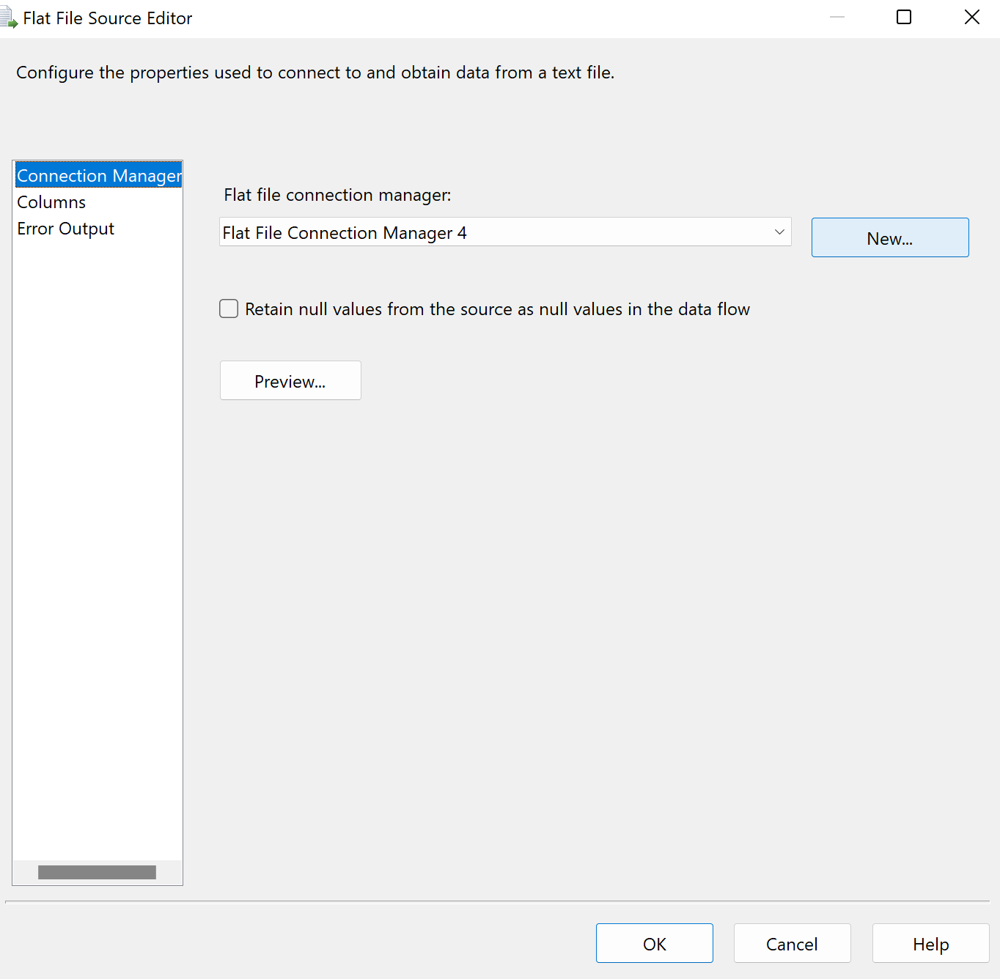 Flat File Source Editor
Configure the properties used to connect to and obtain data from a text file.
Connection Manager
Columns
Error Output
Flat file connection manager:
Flat File Connection Manager 4
New...
Retain null values from the source as null values in the data flow
Preview...
OK
Cancel
Help